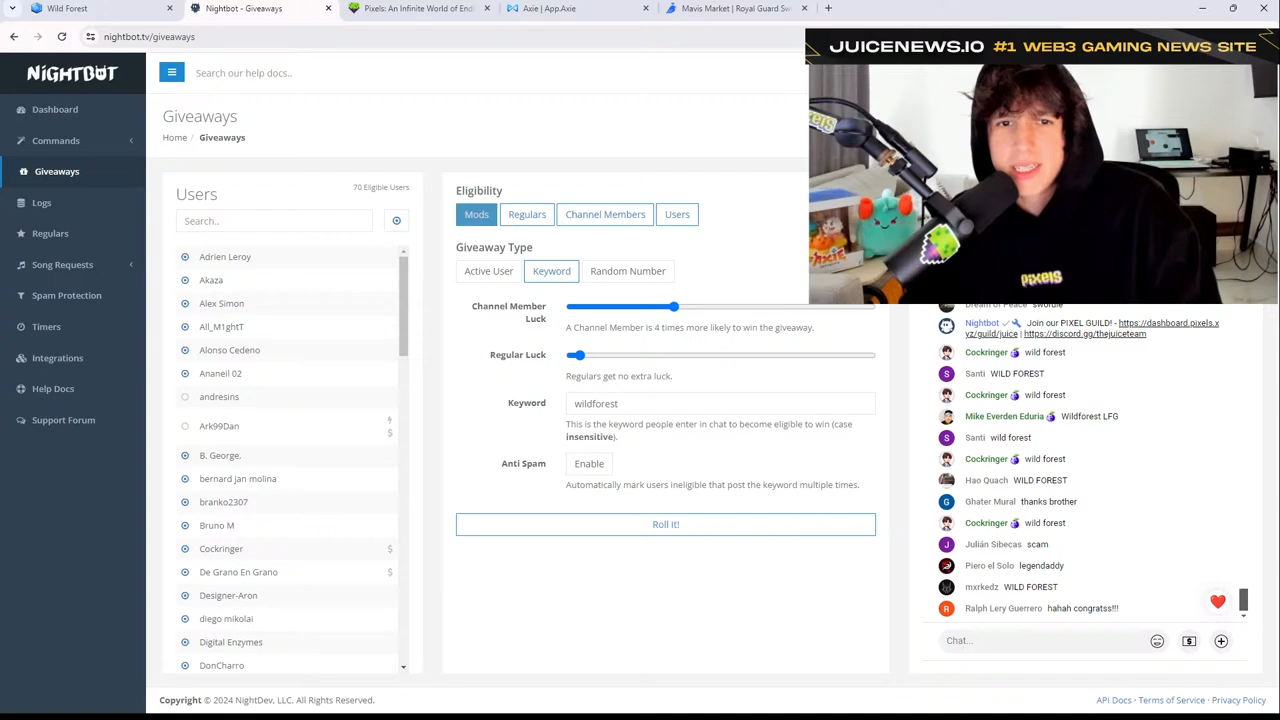 Wild Forest
Nightbot - Giveaways
Pixels: An Infinite World of End
Axie | App.Axie
Mavis Market | Royal Guard Sw
nightbot.tv/giveaways
JUICENEWS.IO #1 WEB3 GAMING NEWS SITE
NIGHTBOT
Search our help docs..
Dashboard
Commands
Giveaways
Logs
Regulars
Song Requests
Spam Protection
Timers
Integrations
Help Docs
Support Forum
Giveaways
Home / Giveaways
Users
70 Eligible Users
Search..
Adrien Leroy
Akaza
Alex Simon
All_M1ghtT
Alonso Cedeno
Ananeil 02
andresins
Ark99Dan
$
B. George.
bernard jan molina
branko2307
Bruno M
Cockringer $
De Grano En Grano $
Designer-Aron
diego mikolai
Digital Enzymes
DonCharro
Eligibility
Mods Regulars Channel Members Users
Giveaway Type
Active User Keyword Random Number
Channel Member
Luck
A Channel Member is 4 times more likely to win the giveaway.
Regular Luck
Regulars get no extra luck.
Keyword wildforest
This is the keyword people enter in chat to become eligible to win (case
insensitive).
Anti Spam Enable
Automatically mark users ineligible that post the keyword multiple times.
Roll It!
pixels
Dream of Peace swordie
Nightbot Join our PIXEL GUILD! - https://dashboard.pixels.x
yz/guild/juice | https://discord.gg/thejuiceteam
Cockringer wild forest
S Santi WILD FOREST
Cockringer wild forest
Mike Everden Eduria Wildforest LFG
S Santi wild forest
Cockringer wild forest
Hao Quach WILD FOREST
G Ghater Mural thanks brother
Cockringer wild forest
J Julián Sibecas scam
Piero el Solo legendaddy
mxrkedz WILD FOREST
R Ralph Lery Guerrero hahah congratss!!!
Chat...
Copyright © 2024 NightDev, LLC. All Rights Reserved.
API Docs · Terms of Service · Privacy Policy